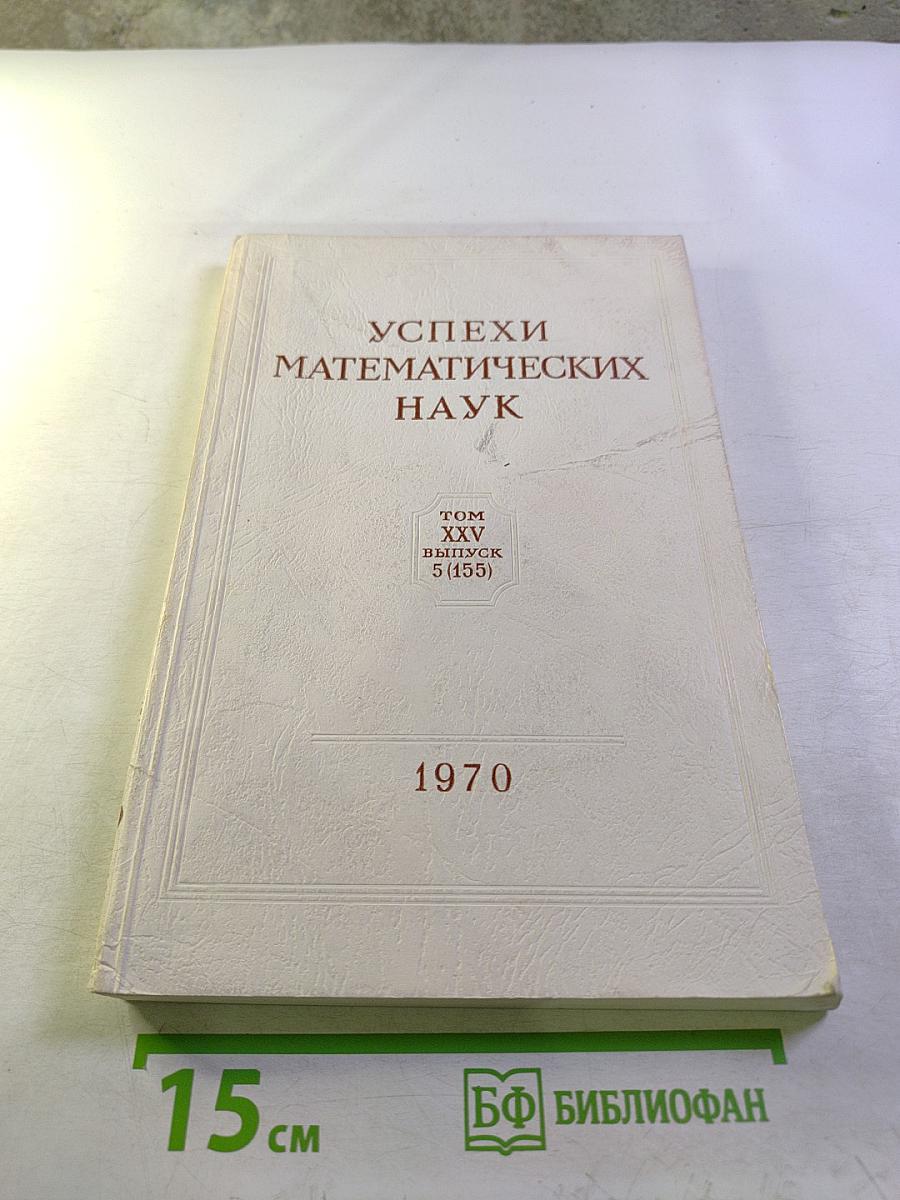 УСПЕХИ
МАТЕМАТИЧЕСКИХ
НАУК
ТОМ
XXV
ВЫПУСК
5 (155)
1970
15 см
БФ БИБЛИОФАН